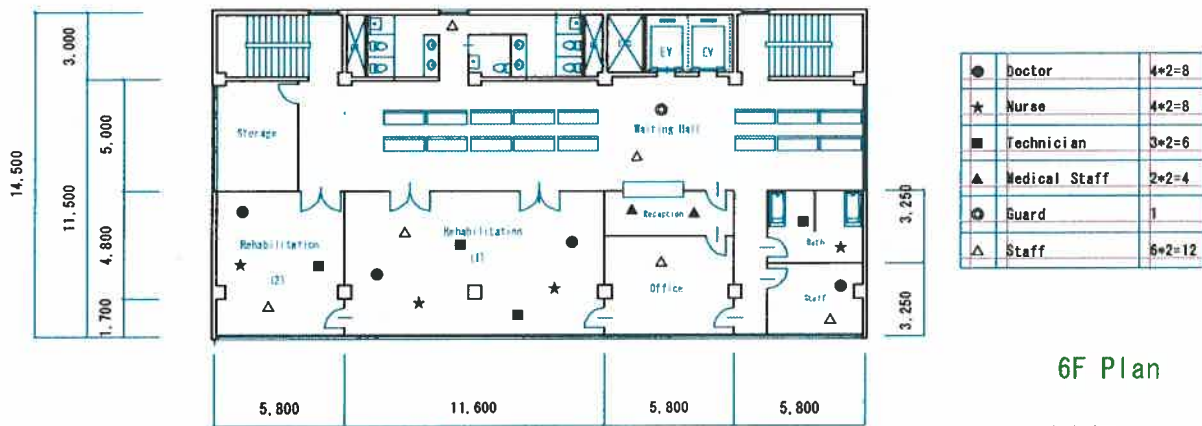 3.000
5,000
14,500
11.500
4.800
1.700
EV
EV
Storage
Waiting Hall
Reception
Rehabilitation
(2)
Rehabilitation
(1)
Office
Bath
Staff
3,250
3,250
5,800
11,600
5,800
5,800
Doctor 4*2=8
Nurse 4*2=8
Technician 3*2=6
Medical Staff 2*2=4
Guard 1
Staff 6*2=12
6F Plan